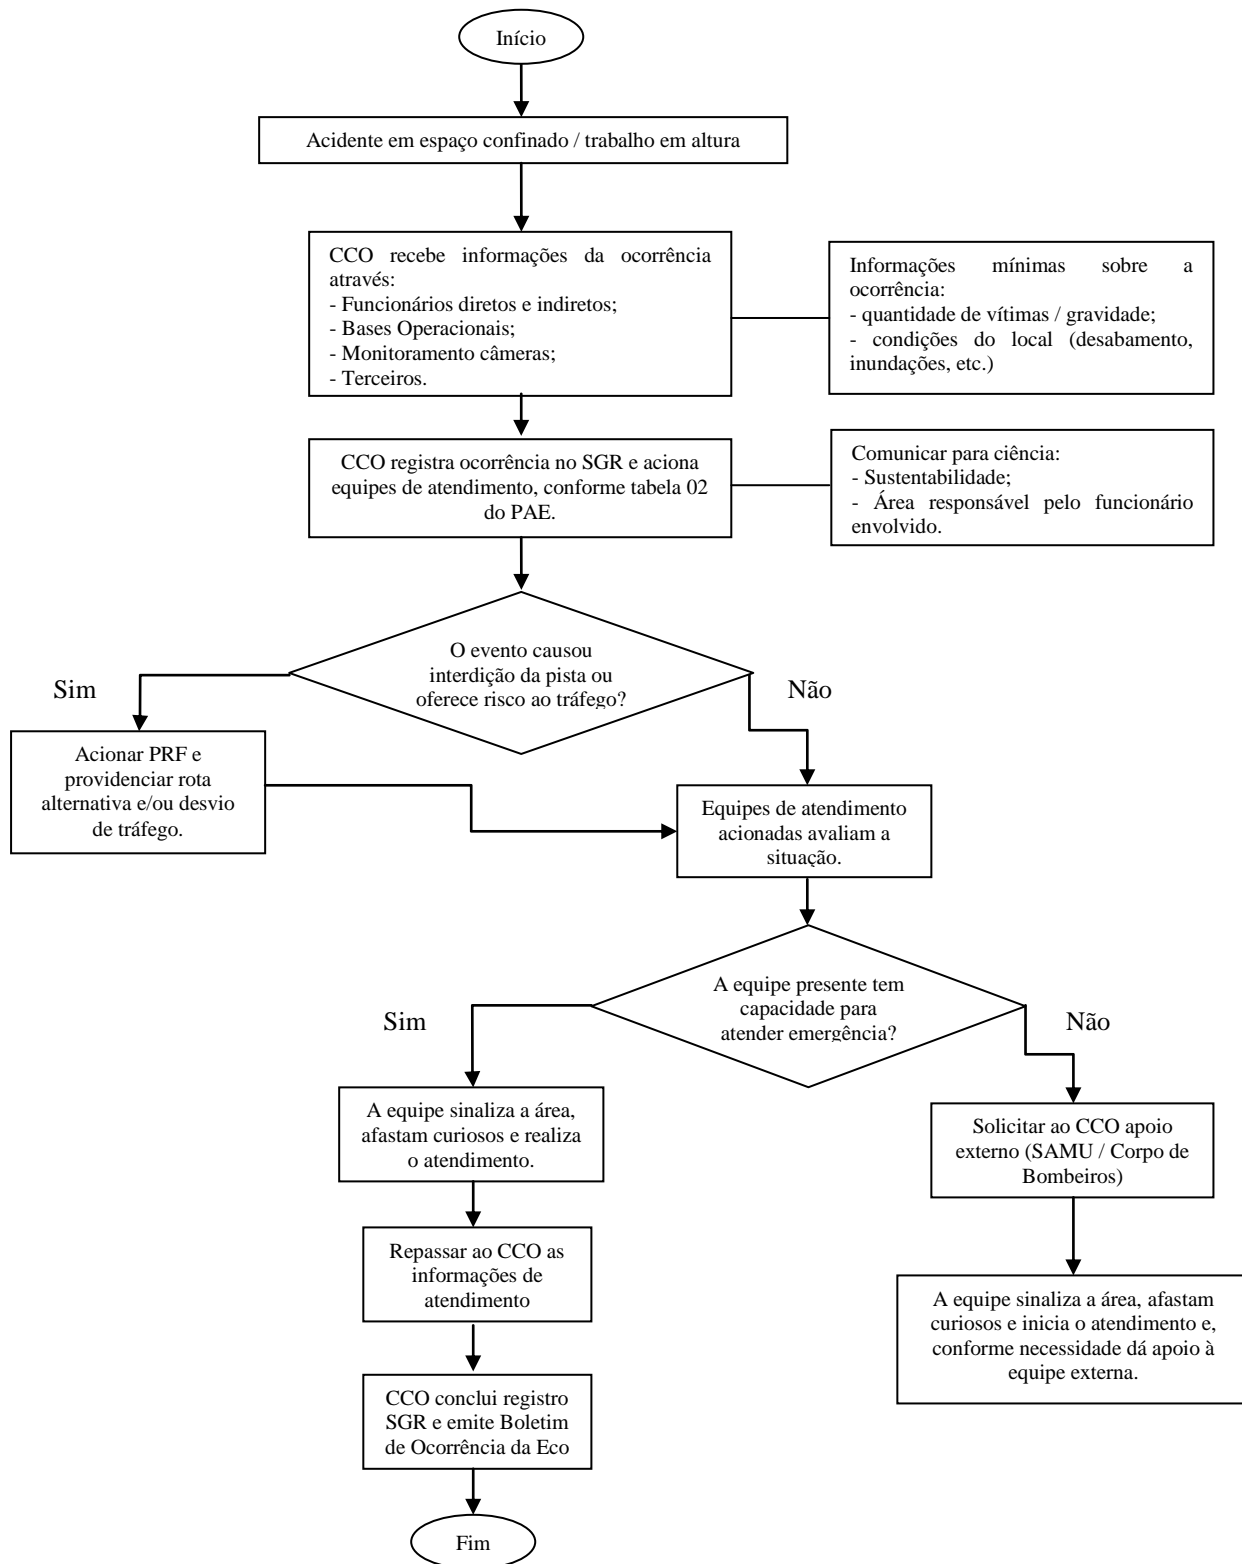 Início
Acidente em espaço confinado / trabalho em altura
CCO recebe informações da ocorrência
através:
- Funcionários diretos e indiretos;
- Bases Operacionais;
- Monitoramento câmeras;
- Terceiros.
Informações mínimas sobre a
ocorrência:
- quantidade de vítimas / gravidade;
- condições do local (desabamento,
inundações, etc.)
CCO registra ocorrência no SGR e aciona
equipes de atendimento, conforme tabela 02
do PAE.
Comunicar para ciência:
- Sustentabilidade;
- Área responsável pelo funcionário
envolvido.
O evento causou
interdição da pista ou
oferece risco ao tráfego?
Sim
Não
Acionar PRF e
providenciar rota
alternativa e/ou desvio
de tráfego.
Equipes de atendimento
acionadas avaliam a
situação.
A equipe presente tem
capacidade para
atender emergência?
Sim
Não
A equipe sinaliza a área,
afastam curiosos e realiza
o atendimento.
Solicitar ao CCO apoio
externo (SAMU / Corpo de
Bombeiros)
Repassar ao CCO as
informações de
atendimento
A equipe sinaliza a área, afastam
curiosos e inicia o atendimento e,
conforme necessidade dá apoio à
equipe externa.
CCO conclui registro
SGR e emite Boletim
de Ocorrência da Eco
Fim